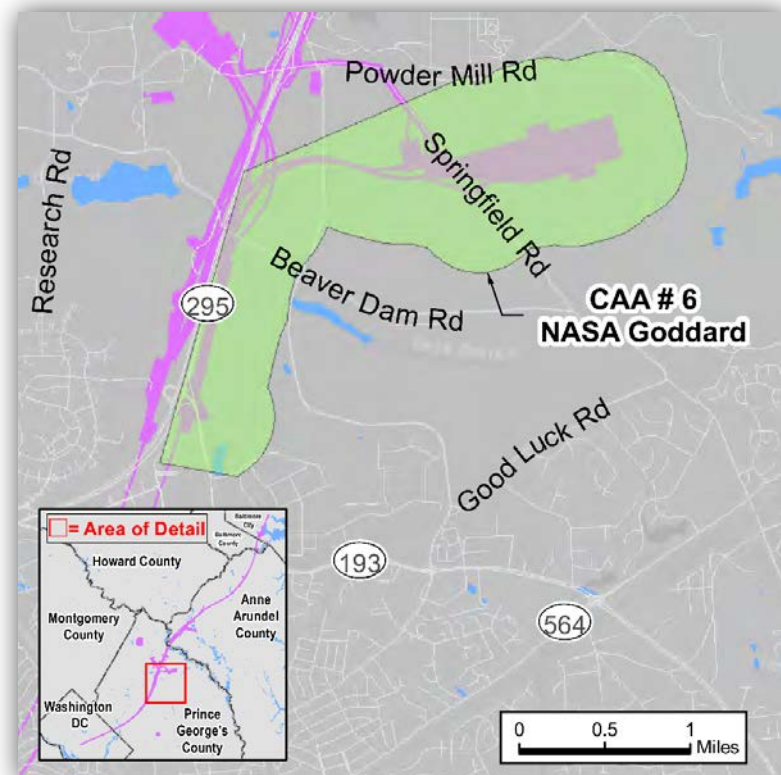 Powder Mill Rd
Research Rd
Springfield Rd
Beaver Dam Rd
295
CAA # 6
NASA Goddard
Good Luck Rd
193
564
= Area of Detail
Baltimore
City
Baltimore
County
Howard County
Montgomery
County
Anne
Arundel
County
Washington
DC
Prince
George's
County
0 0.5 1
Miles